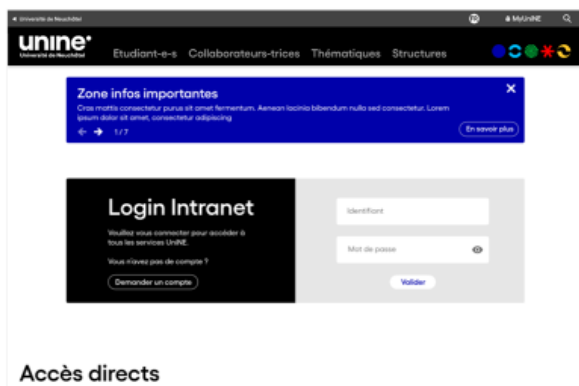 Université de Neuchâtel
FR
MyUniNE
unine
Université de Neuchâtel
Etudiant-e-s Collaborateurs-trices Thématiques Structures
Zone infos importantes
Cras mattis consectetur purus sit amet fermentum. Aenean lacinia bibendum nulla sed consectetur. Lorem
ipsum dolor sit amet, consectetur adipiscing
1/7
En savoir plus
Login Intranet
Veuillez vous connecter pour accéder à
tous les services UniNE.
Vous n'avez pas de compte ?
Demander un compte
Identifiant
Mot de passe
Valider
Accès directs